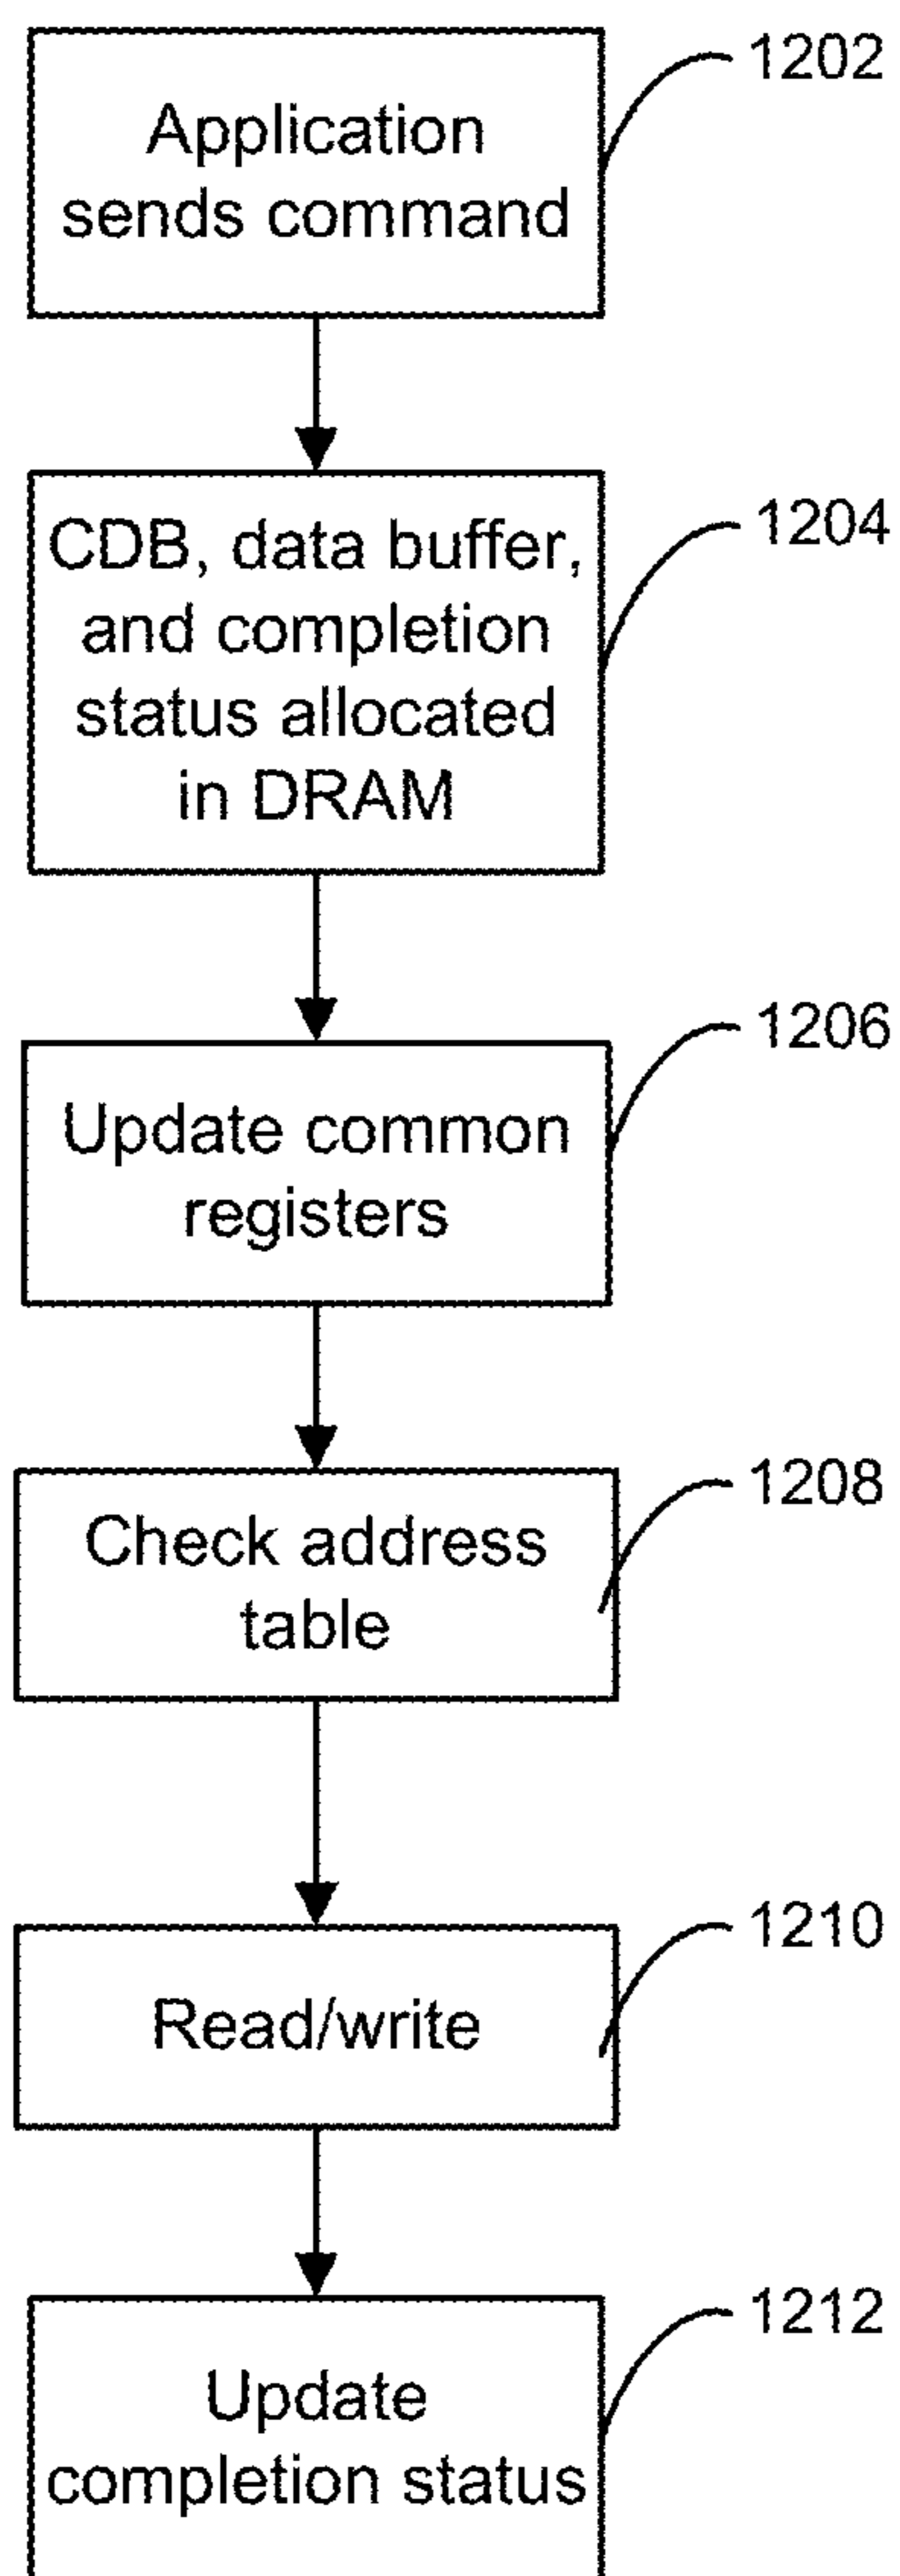 1202
Application
sends command
1204
CDB, data buffer,
and completion
status allocated
in DRAM
1206
Update common
registers
1208
Check address
table
1210
Read/write
1212
Update
completion status